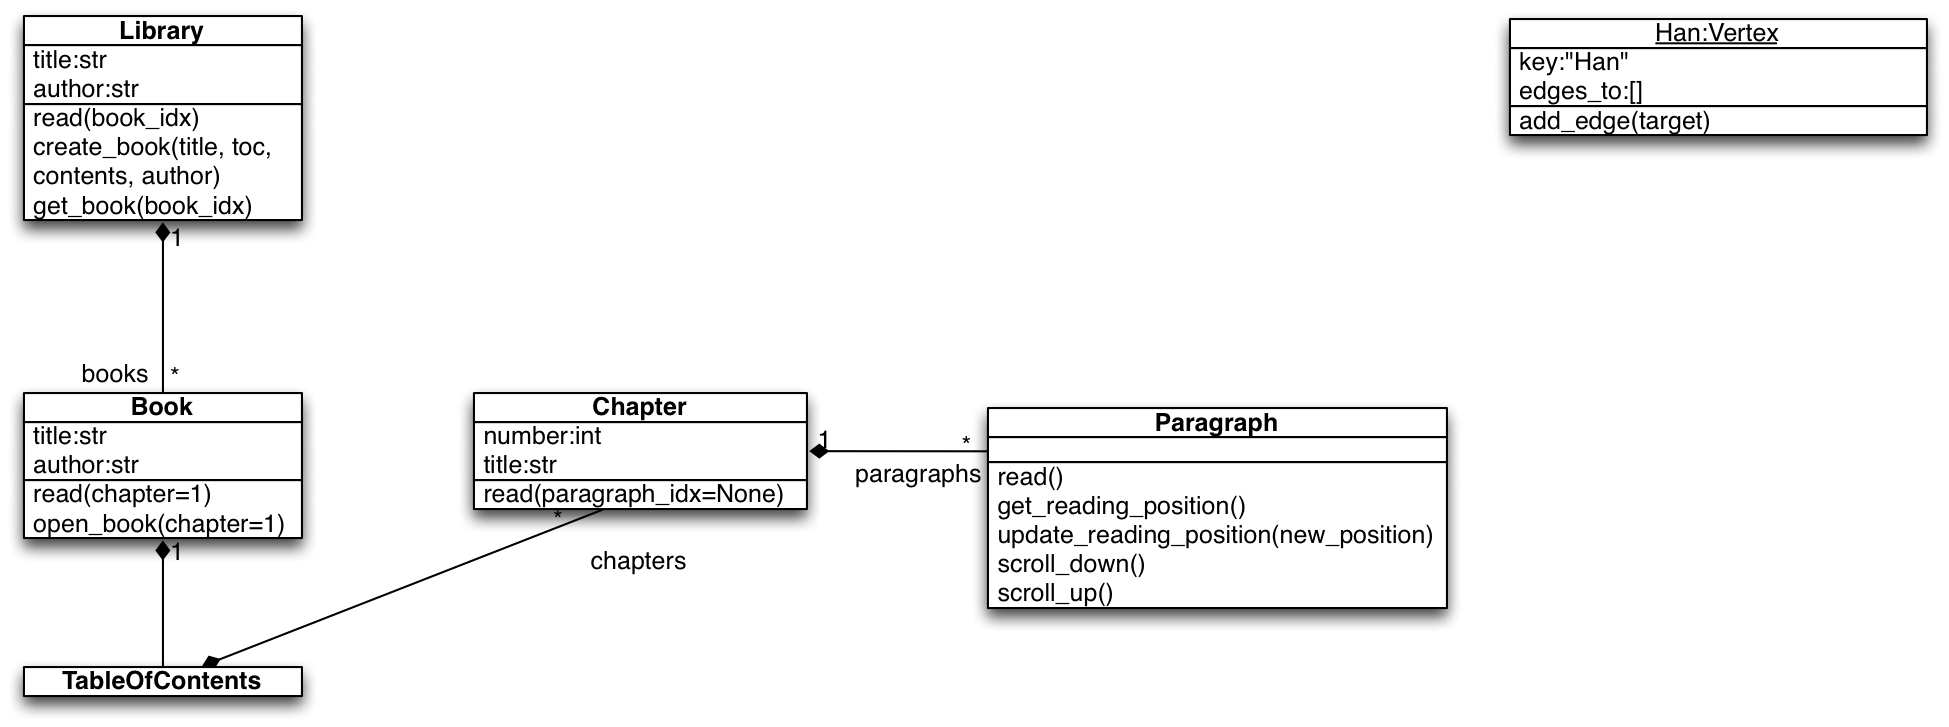 Library
title:str
author:str
read(book_idx)
create_book(title, toc,
contents, author)
get_book(book_idx)
1
books *
Book
title:str
author:str
read(chapter=1)
open_book(chapter=1)
1
TableOfContents
Chapter
number:int
title:str
read(paragraph_idx=None)
*
chapters
1 *
paragraphs
Paragraph
read()
get_reading_position()
update_reading_position(new_position)
scroll_down()
scroll_up()
Han:Vertex
key:"Han"
edges_to:[]
add_edge(target)